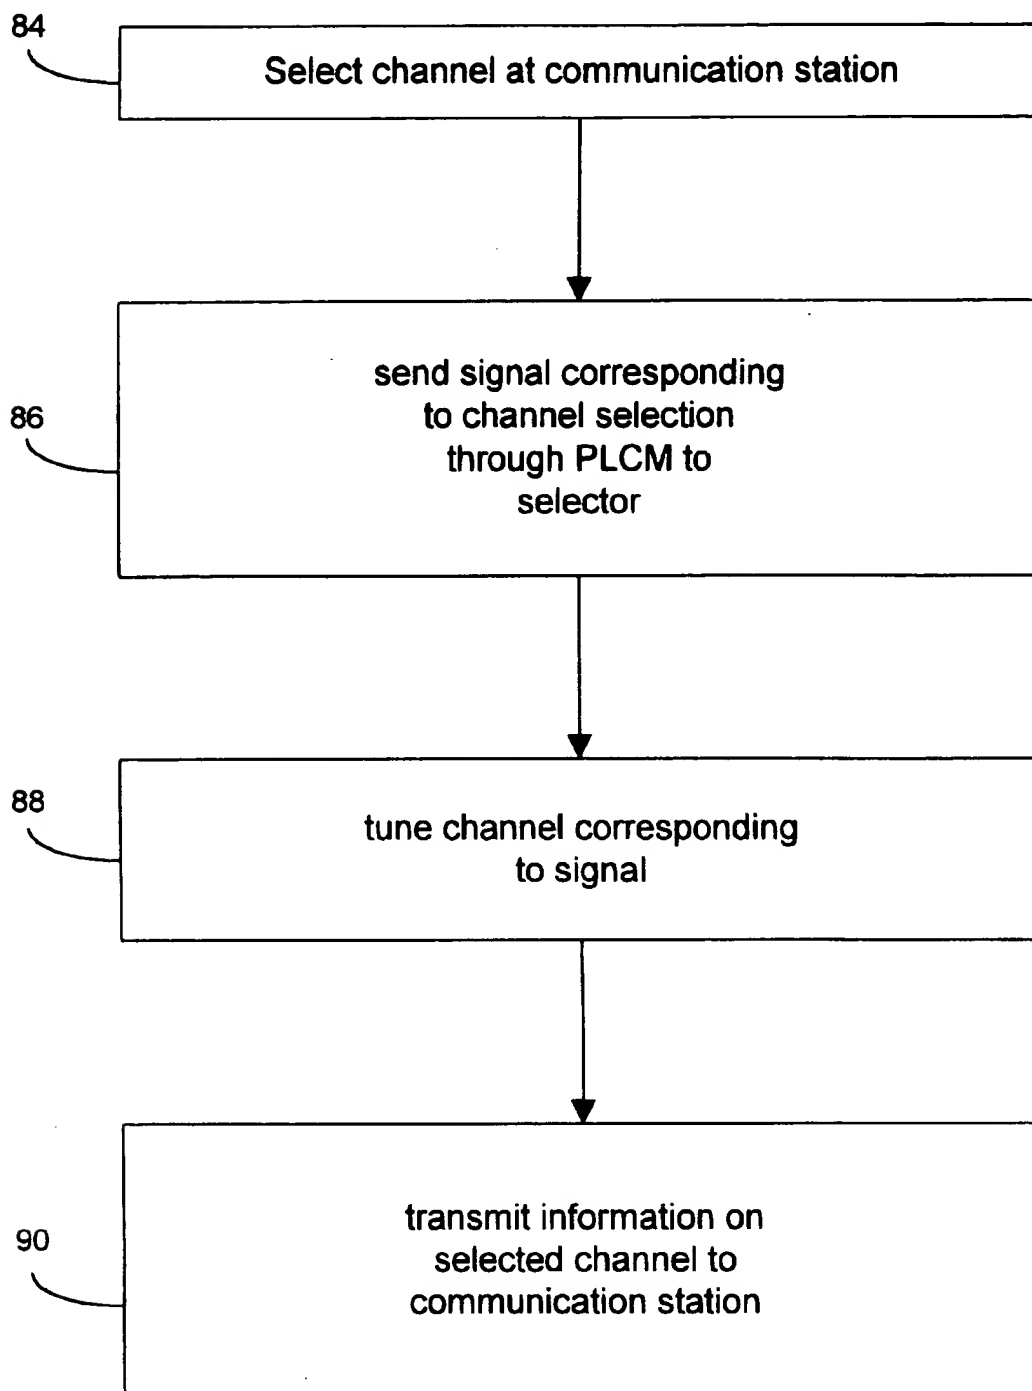 84
Select channel at communication station
86
send signal corresponding
to channel selection
through PLCM to
selector
88
tune channel corresponding
to signal
90
transmit information on
selected channel to
communication station